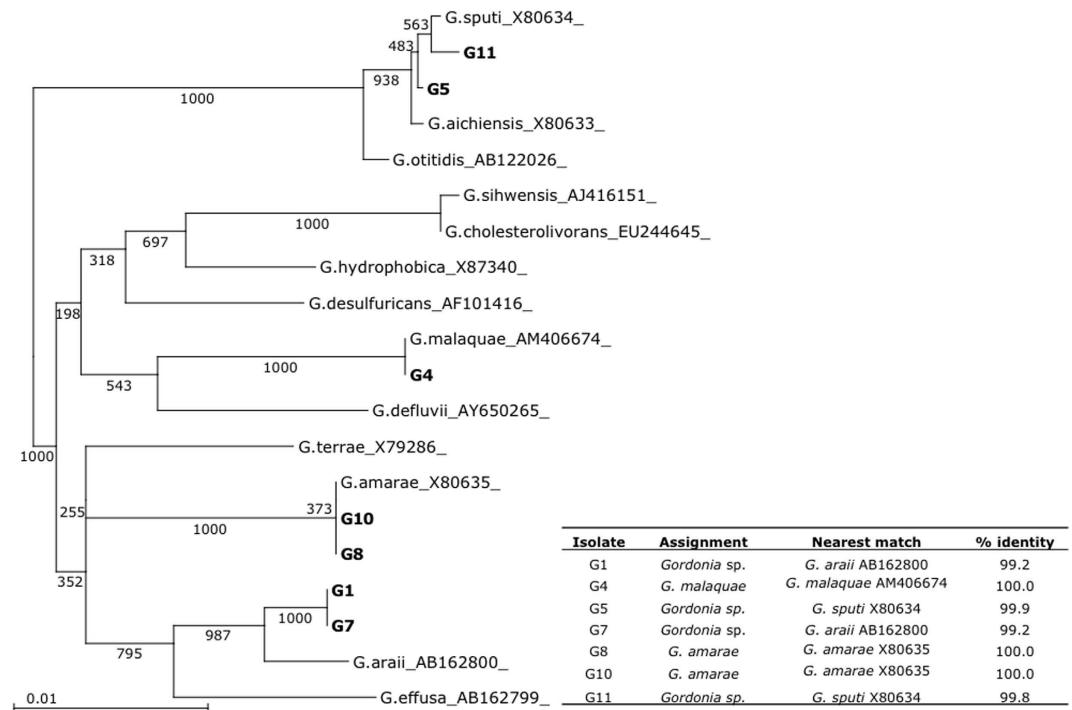 563
G.sputi_X80634_
483
G11
938
G5
1000
G.aichiensis_X80633_
G.otitidis_AB122026_
G.sihwensis_AJ416151_
1000
G.cholesterolivorans_EU244645_
697
318
G.hydrophobica_X87340_
198
G.desulfuricans_AF101416_
G.malaquae_AM406674_
1000
G4
543
G.defluvii_AY650265_
G.terrae_X79286_
1000
G.amarae_X80635_
373
255
G10
1000
G8
352
G1
1000
G7
987
795
G.araii_AB162800_
G.effusa_AB162799_
0.01
Isolate Assignment Nearest match % identity
G1 Gordonia sp. G. araii AB162800 99.2
G4 G. malaquae G. malaquae AM406674 100.0
G5 Gordonia sp. G. sputi X80634 99.9
G7 Gordonia sp. G. araii AB162800 99.2
G8 G. amarae G. amarae X80635 100.0
G10 G. amarae G. amarae X80635 100.0
G11 Gordonia sp. G. sputi X80634 99.8